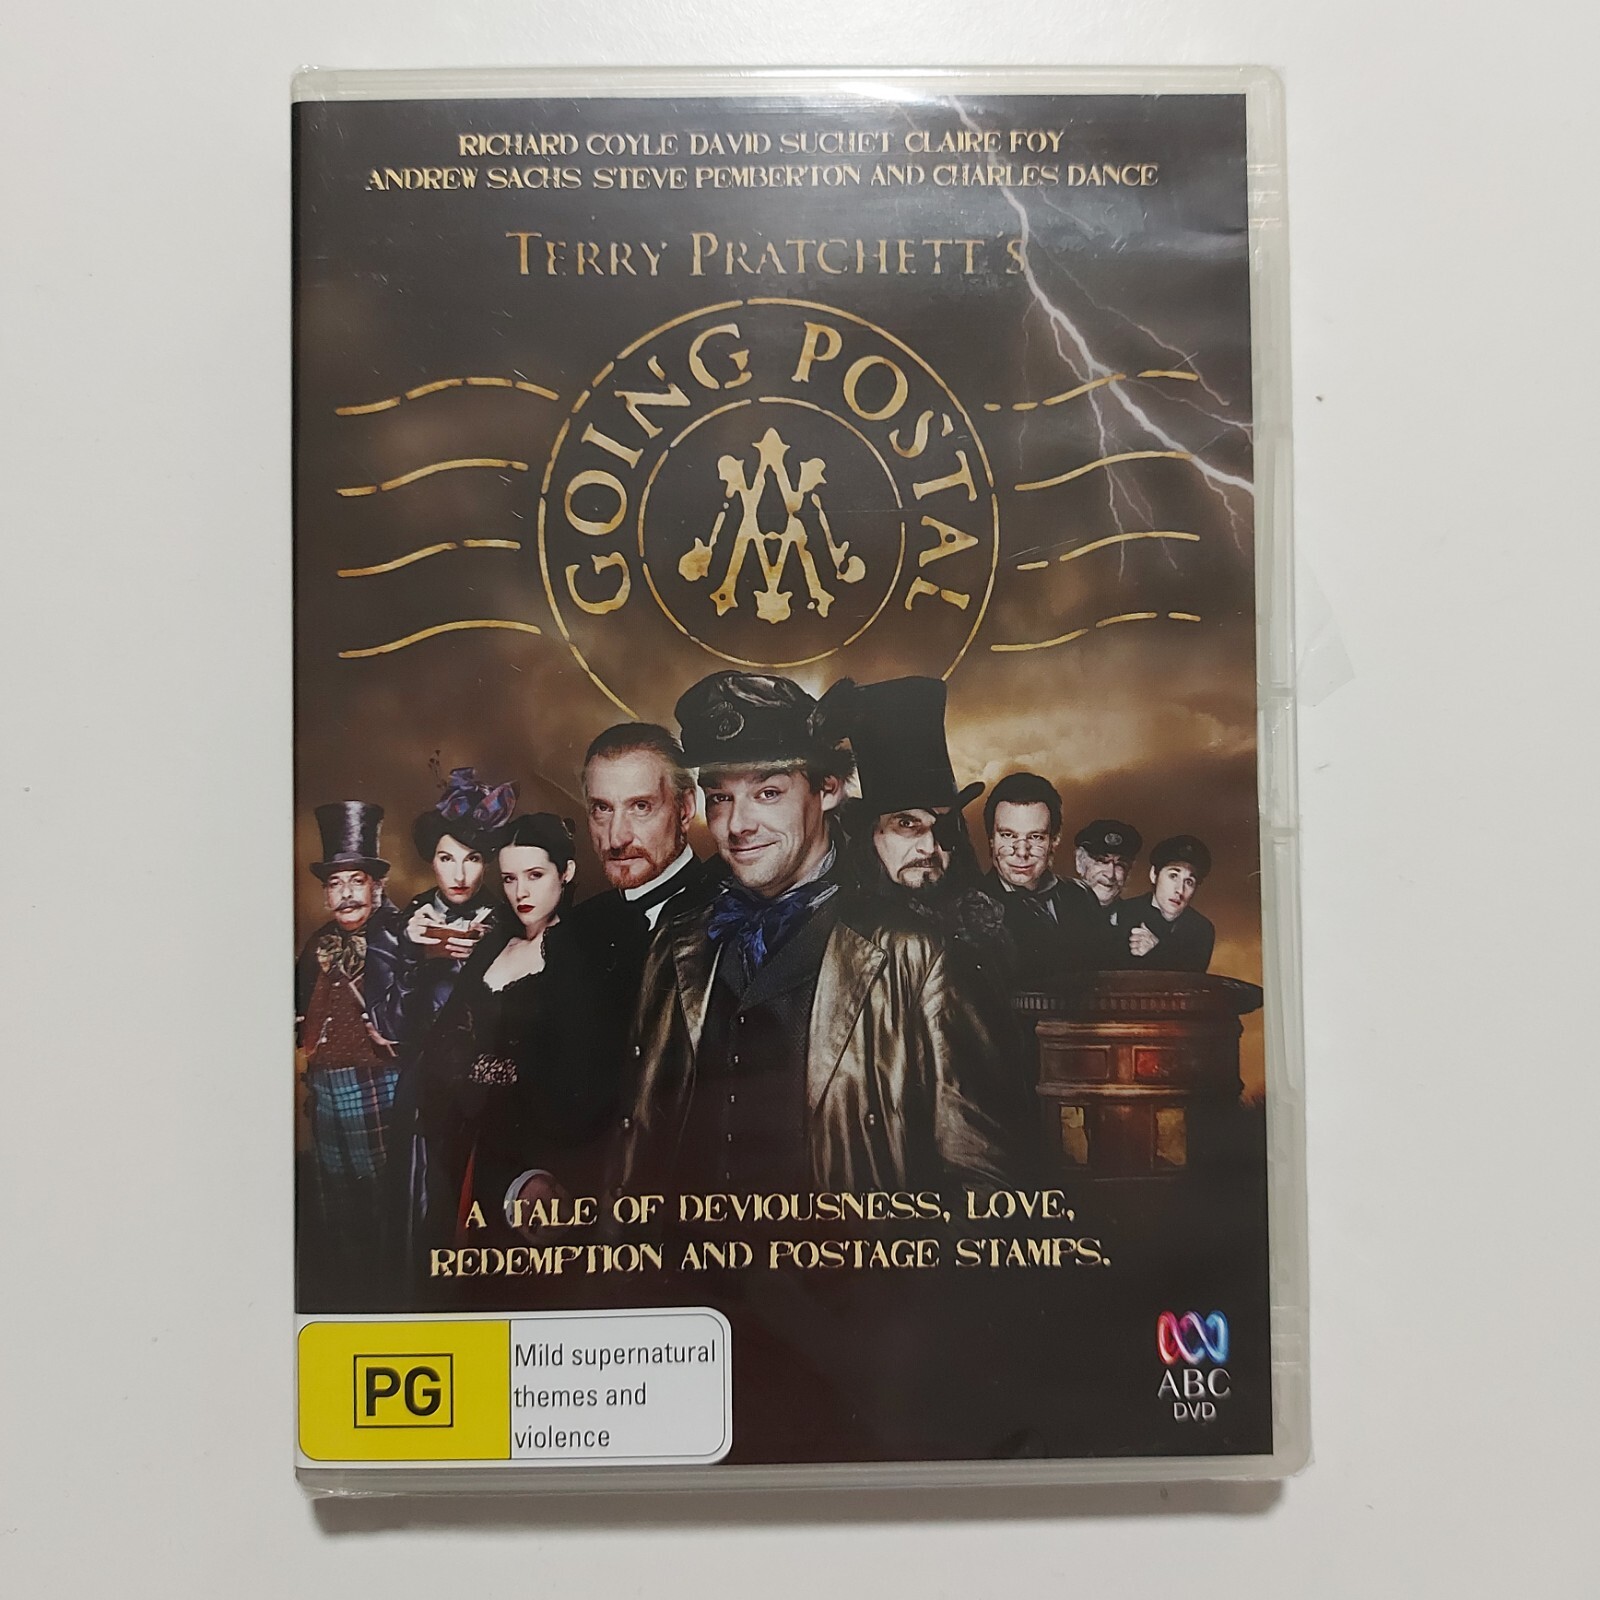 RICHARD COYLE DAVID SUCHET CLAIRE FOY
ANDREW SACHS STEVE PEMBERTON AND CHARLES DANCE
TERRY PRATCHETT'S
GOING POSTAL
A TALE OF DEVIOUSNESS, LOVE,
REDEMPTION AND POSTAGE STAMPS.
PG
Mild supernatural
themes and
violence
ABC
DVD